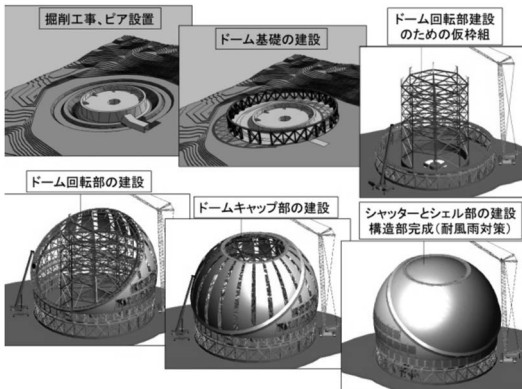 掘削工事、ピア設置
ドーム基礎の建設
ドーム回転部建設
のための仮枠組
ドーム回転部の建設
ドームキャップ部の建設
シャッターとシェル部の建設
構造部完成(耐風雨対策)